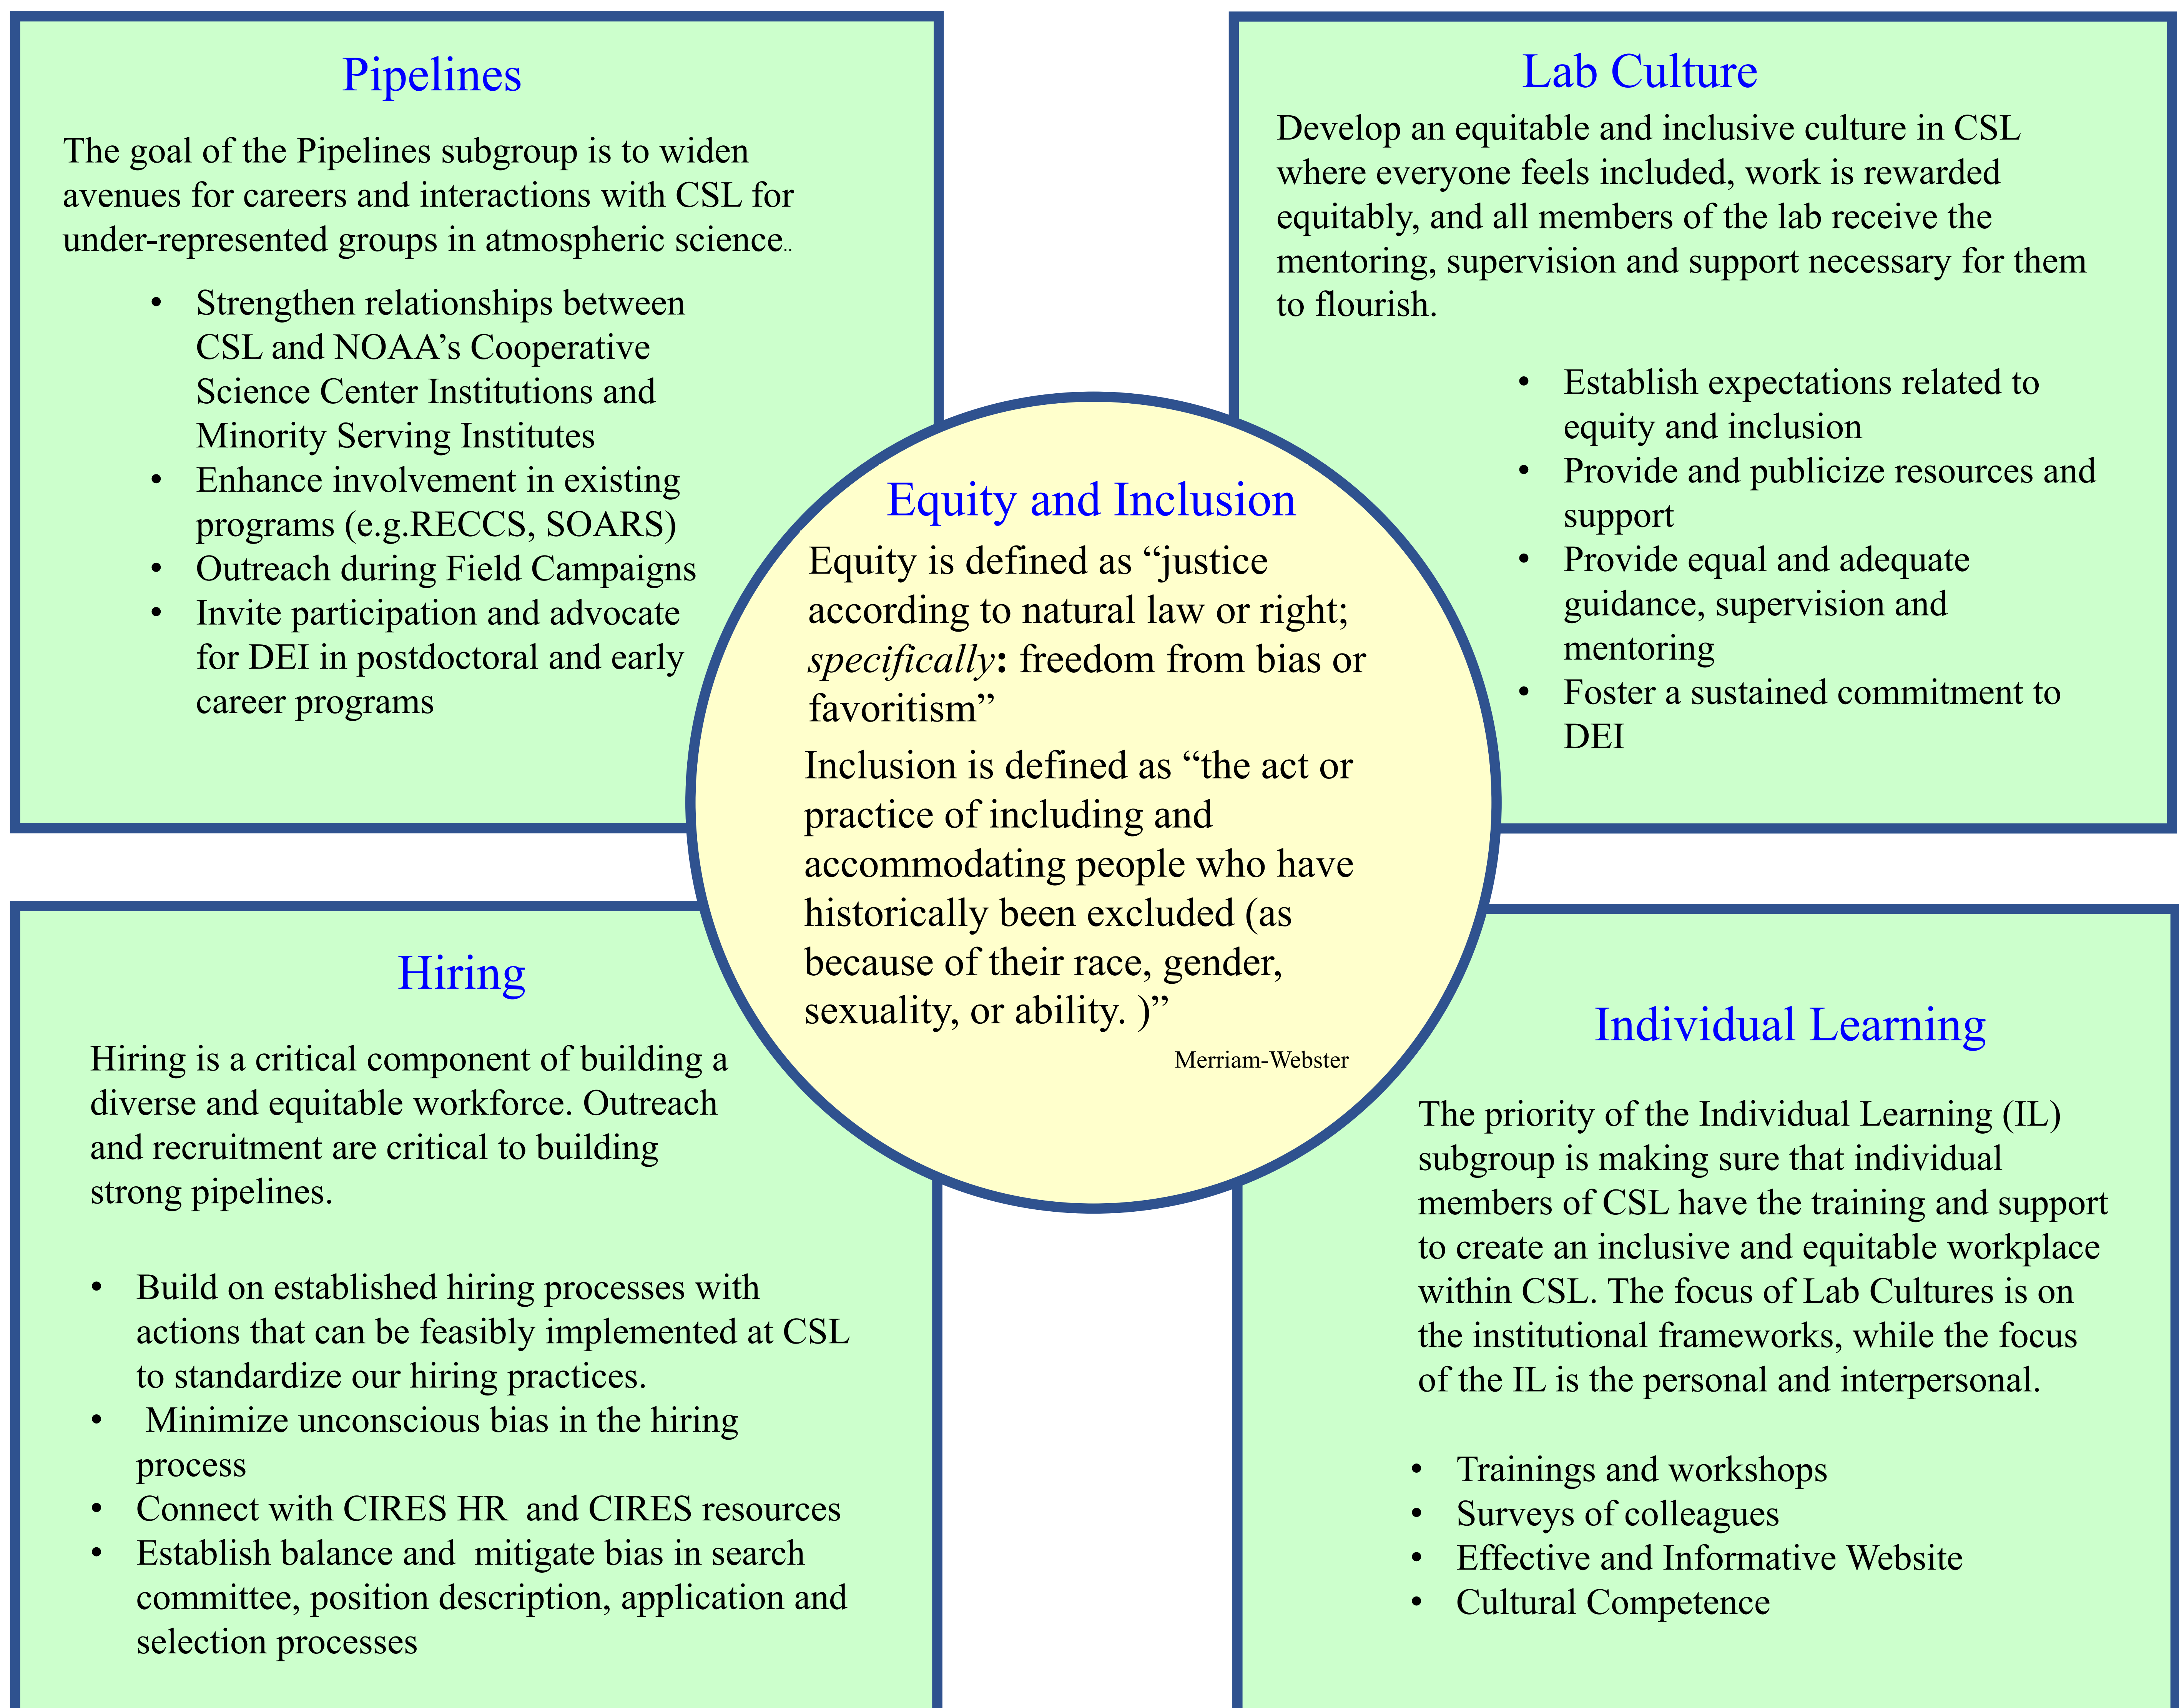 Pipelines
The goal of the Pipelines subgroup is to widen
avenues for careers and interactions with CSL for
under-represented groups in atmospheric science..
• Strengthen relationships between
CSL and NOAA’s Cooperative
Science Center Institutions and
Minority Serving Institutes
• Enhance involvement in existing
programs (e.g.RECCS, SOARS)
• Outreach during Field Campaigns
• Invite participation and advocate
for DEI in postdoctoral and early
career programs
Lab Culture
Develop an equitable and inclusive culture in CSL
where everyone feels included, work is rewarded
equitably, and all members of the lab receive the
mentoring, supervision and support necessary for them
to flourish.
• Establish expectations related to
equity and inclusion
• Provide and publicize resources and
support
• Provide equal and adequate
guidance, supervision and
mentoring
• Foster a sustained commitment to
DEI
Equity and Inclusion
Equity is defined as “justice
according to natural law or right;
specifically: freedom from bias or
favoritism”
Inclusion is defined as “the act or
practice of including and
accommodating people who have
historically been excluded (as
because of their race, gender,
sexuality, or ability. )”
Merriam-Webster
Hiring
Hiring is a critical component of building a
diverse and equitable workforce. Outreach
and recruitment are critical to building
strong pipelines.
• Build on established hiring processes with
actions that can be feasibly implemented at CSL
to standardize our hiring practices.
• Minimize unconscious bias in the hiring
process
• Connect with CIRES HR  and CIRES resources
• Establish balance and  mitigate bias in search
committee, position description, application and
selection processes
Individual Learning
The priority of the Individual Learning (IL)
subgroup is making sure that individual
members of CSL have the training and support
to create an inclusive and equitable workplace
within CSL. The focus of Lab Cultures is on
the institutional frameworks, while the focus
of the IL is the personal and interpersonal.
• Trainings and workshops
• Surveys of colleagues
• Effective and Informative Website
• Cultural Competence